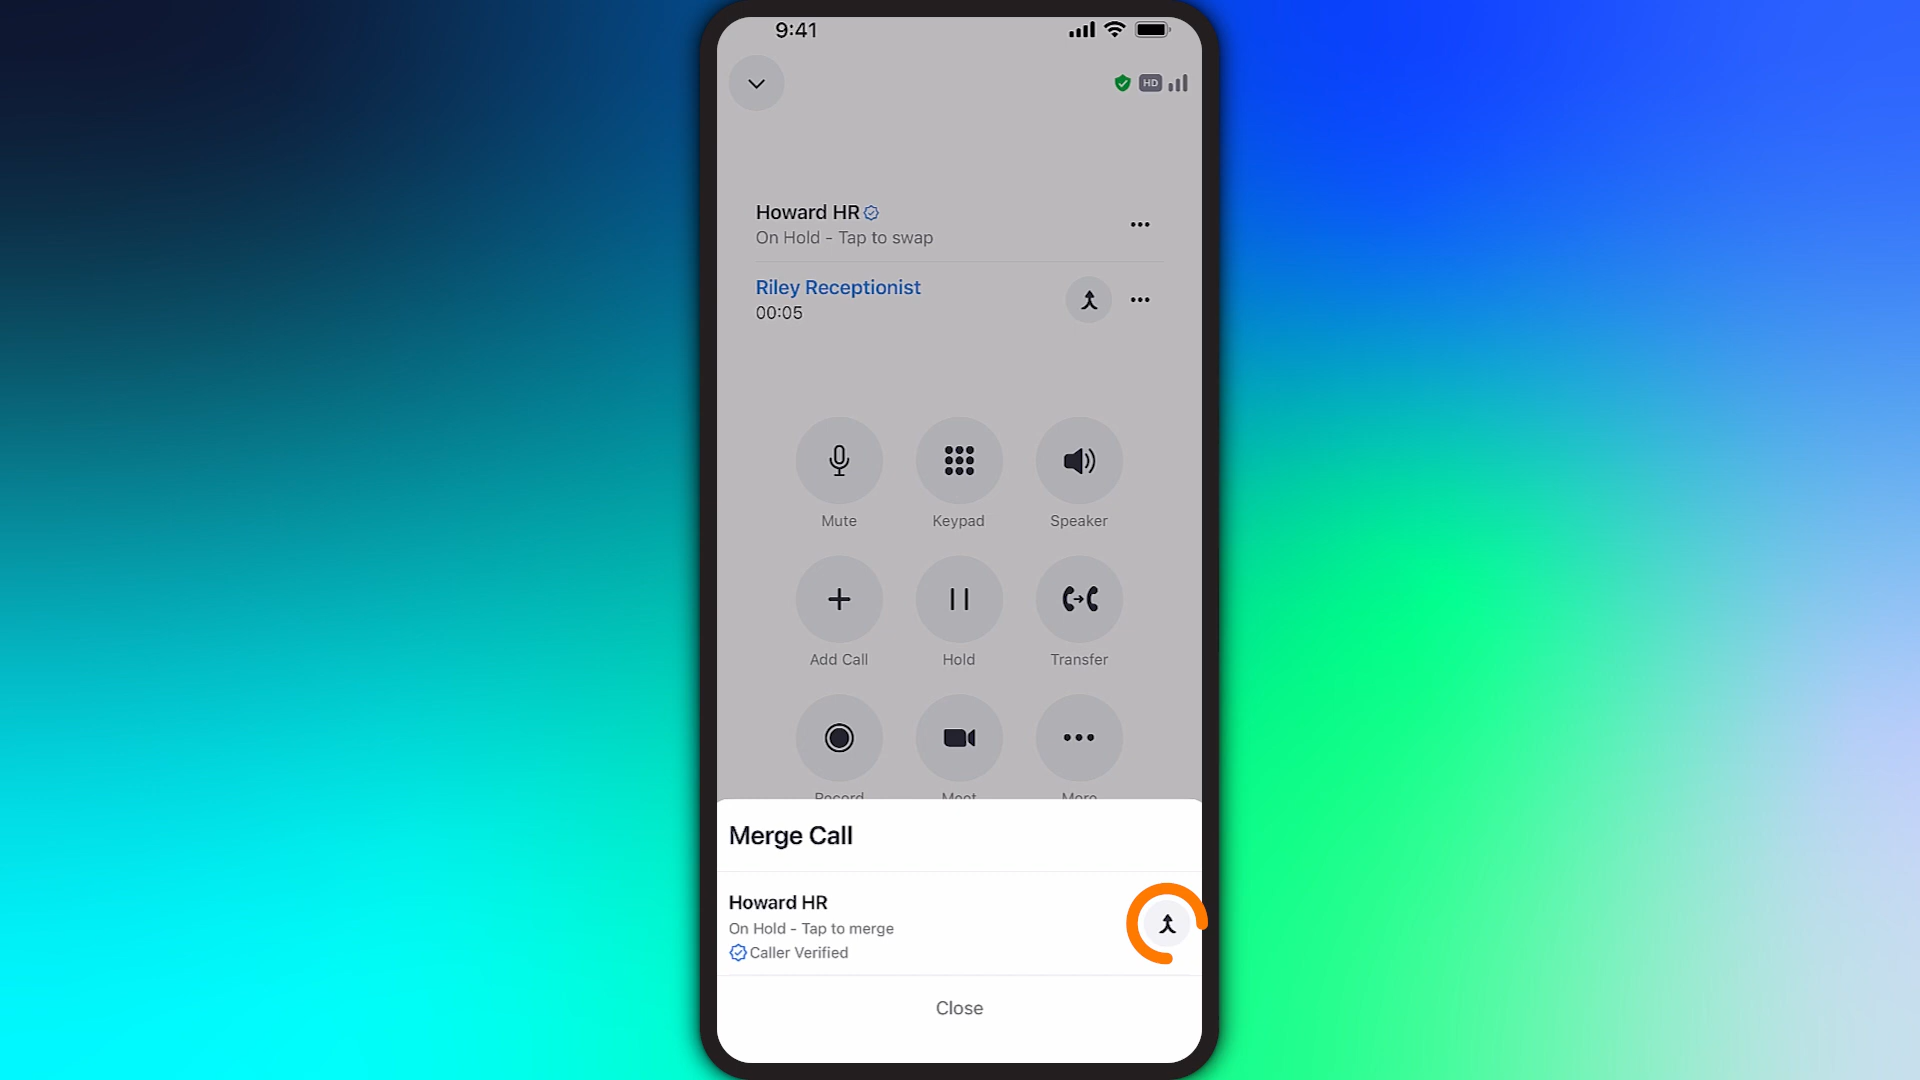 9:41
HD
Howard HR
On Hold - Tap to swap
Riley Receptionist
00:05
Mute Keypad Speaker
Add Call Hold Transfer
Record Meet More
Merge Call
Howard HR
On Hold - Tap to merge
Caller Verified
Close